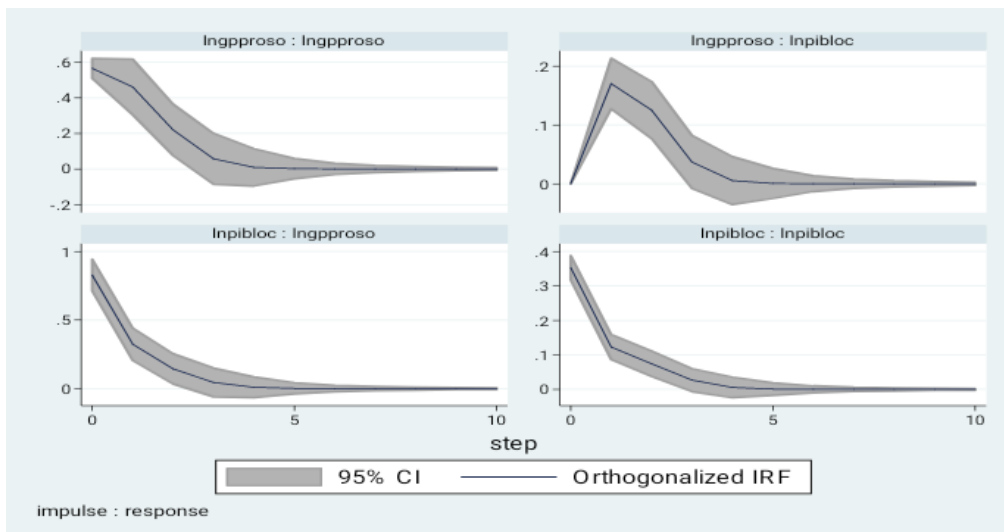 lngpproso : lngpproso
lngpproso : lnpibloc
.6
.4
.2
0
-.2
.2
.1
0
lnpibloc : lngpproso
lnpibloc : lnpibloc
1
.5
0
.4
.3
.2
.1
0
0 5 10
0 5 10
step
95% CI Orthogonalized IRF
impulse : response